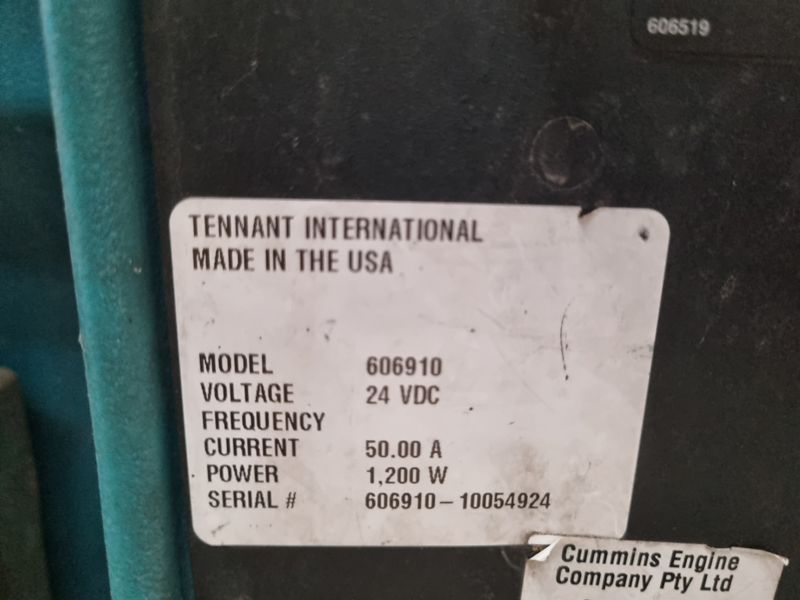 606519
TENNANT INTERNATIONAL
MADE IN THE USA
MODEL 606910
VOLTAGE 24 VDC
FREQUENCY
CURRENT 50.00 A
POWER 1,200 W
SERIAL # 606910-10054924
Cummins Engine
Company Pty Ltd